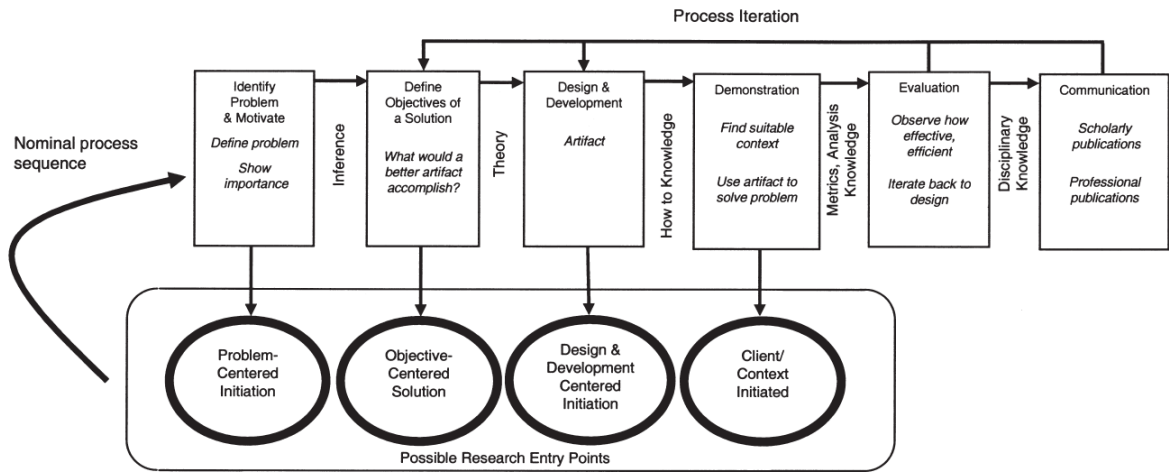 Process Iteration
Nominal process
sequence
Identify
Problem
& Motivate
Define problem
Show
importance
Inference
Define
Objectives of
a Solution
What would a
better artifact
accomplish?
Theory
Design &
Development
Artifact
How to Knowledge
Demonstration
Find suitable
context
Use artifact to
solve problem
Metrics, Analysis
Knowledge
Evaluation
Observe how
effective,
efficient
Iterate back to
design
Disciplinary
Knowledge
Communication
Scholarly
publications
Professional
publications
Problem-
Centered
Initiation
Objective-
Centered
Solution
Design &
Development
Centered
Initiation
Client/
Context
Initiated
Possible Research Entry Points